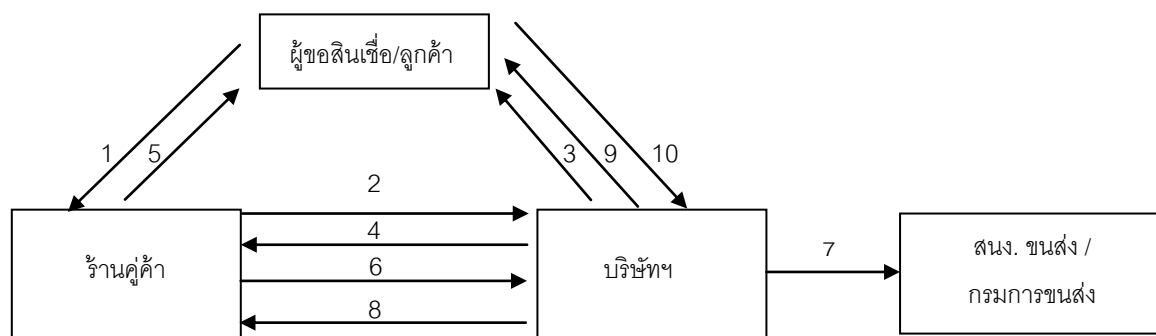 ผู้ขอสินเชื่อ/ลูกค้า
1
5
3
9
10
2
4
6
8
7
ร้านคู่ค้า
บริษัทฯ
สนง. ขนส่ง /
กรมการขนส่ง